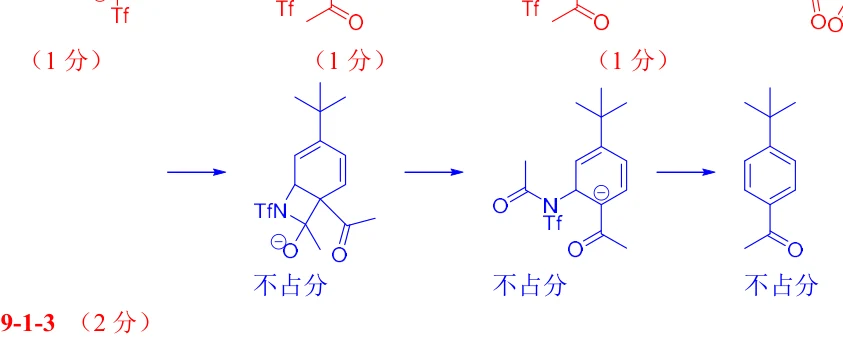 Tf Tf O Tf O O O
（1 分） （1 分） （1 分）
TfN O O
O N Tf O
O
不占分 不占分 不占分
9-1-3 （2 分）